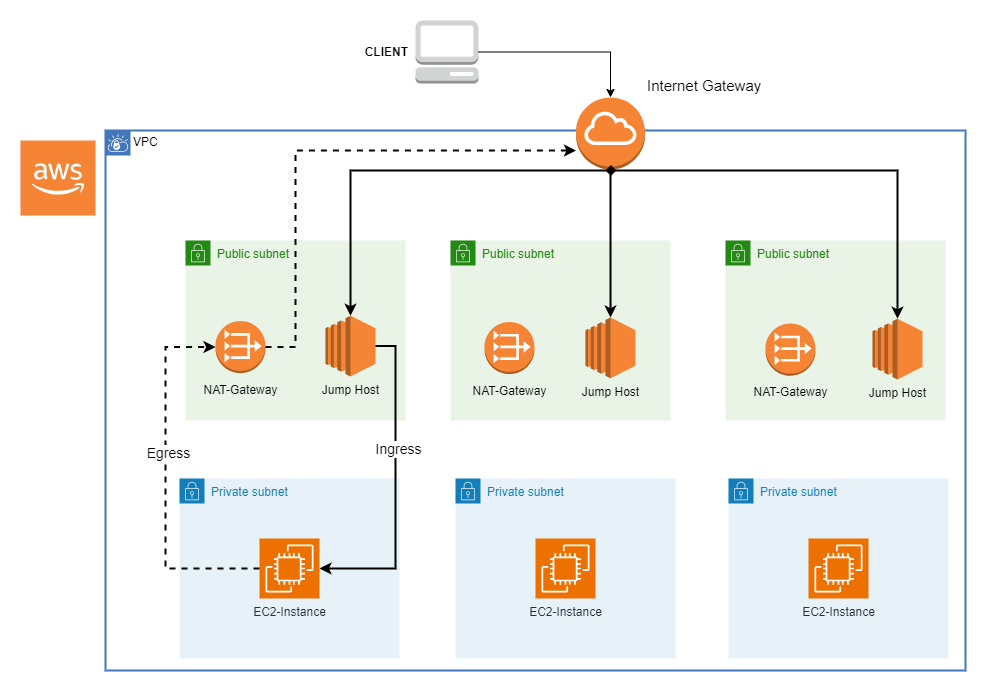 CLIENT
Internet Gateway
VPC
aws
Public subnet
Public subnet
Public subnet
NAT-Gateway
Jump Host
NAT-Gateway
Jump Host
NAT-Gateway
Jump Host
Egress
Ingress
Private subnet
Private subnet
Private subnet
EC2-Instance
EC2-Instance
EC2-Instance